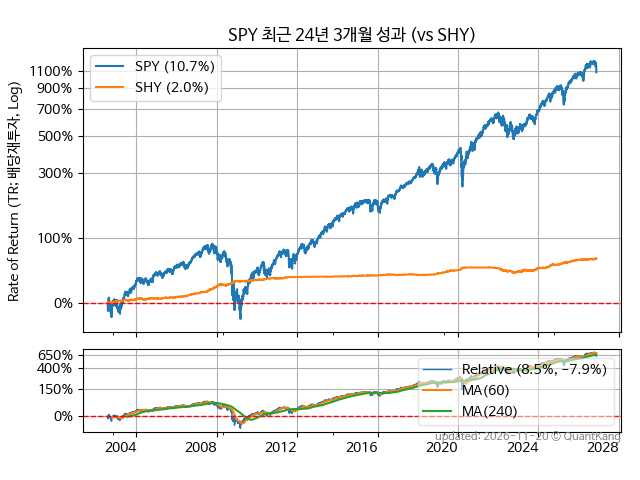 SPY 최근 24년 3개월 성과 (vs SHY)
SPY (10.7%)
SHY (2.0%)
1100%
900%
700%
500%
300%
100%
0%
Rate of Return (TR; 배당재투자, Log)
650%
400%
150%
0%
Relative (8.5%, -7.9%)
MA(60)
MA(240)
2004 2008 2012 2016 2020 2024 2028
updated: 2026-11-20 © QuantKang